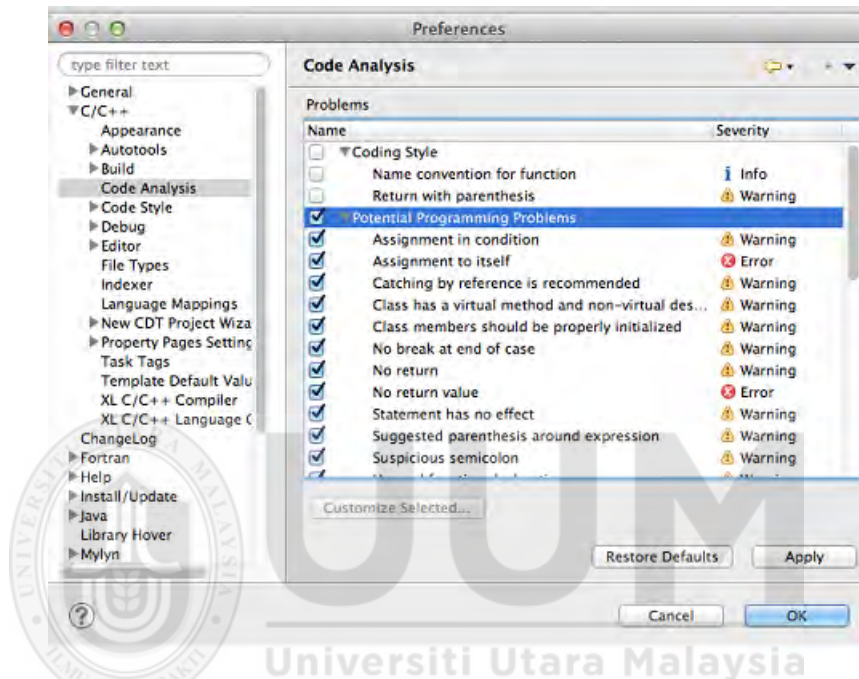 Preferences
type filter text
General
C/C++
Appearance
Autotools
Build
Code Analysis
Code Style
Debug
Editor
File Types
Indexer
Language Mappings
New CDT Project Wiza
Property Pages Setting
Task Tags
Template Default Valu
XL C/C++ Compiler
XL C/C++ Language
ChangeLog
Fortran
Help
Install/Update
Java
Library Hover
Mylyn
Code Analysis
Problems
Name Severity
Coding Style
Name convention for function Info
Return with parenthesis Warning
Potential Programming Problems
Assignment in condition Warning
Assignment to itself Error
Catching by reference is recommended Warning
Class has a virtual method and non-virtual des... Warning
Class members should be properly initialized Warning
No break at end of case Warning
No return Warning
No return value Error
Statement has no effect Warning
Suggested parenthesis around expression Warning
Suspicious semicolon Warning
Customize Selected...
Restore Defaults Apply
? Cancel OK
UUM
Universiti Utara Malaysia